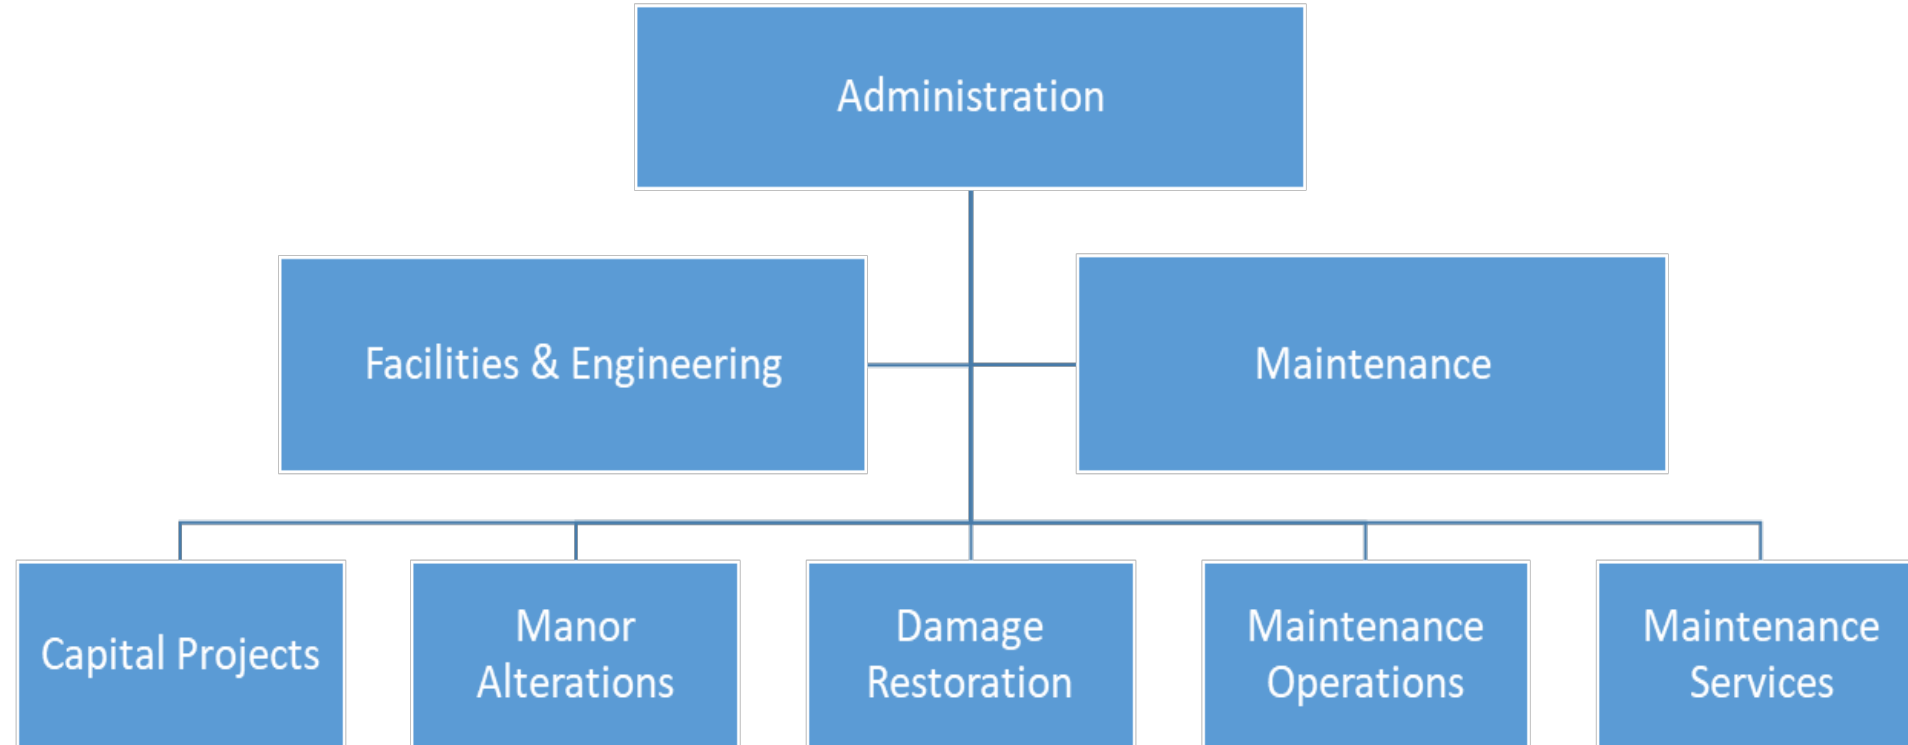 Administration
Facilities & Engineering
Maintenance
Capital Projects
Manor
Alterations
Damage
Restoration
Maintenance
Operations
Maintenance
Services